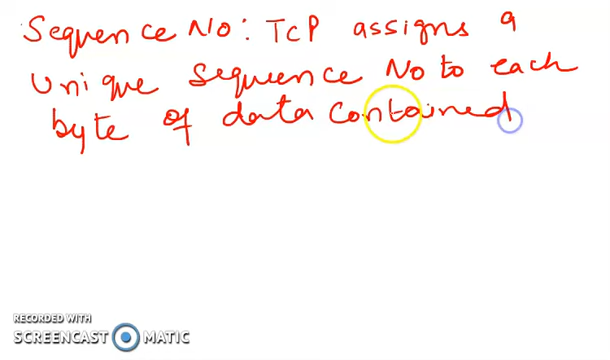 Sequence No: TCP assigns a
unique sequence No to each
byte of data contained
RECORDED WITH
SCREENCAST MATIC